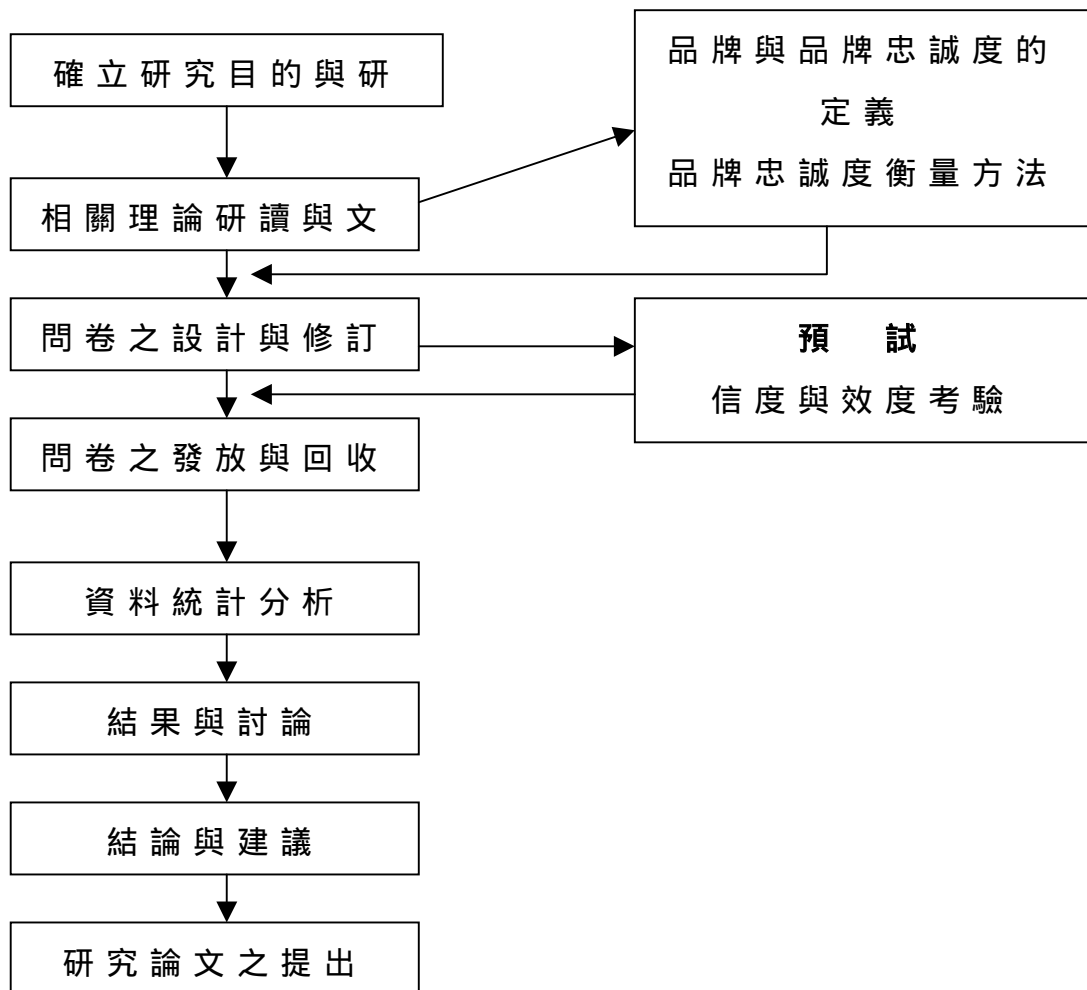 確立研究目的與研
品牌與品牌忠誠度的
定義
品牌忠誠度衡量方法
相關理論研讀與文
問卷之設計與修訂
預 試
信度與效度考驗
問卷之發放與回收
資料統計分析
結果與討論
結論與建議
研究論文之提出